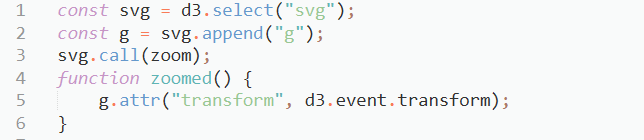 1 const svg = d3.select("svg");
2 const g = svg.append("g");
3 svg.call(zoom);
4 function zoomed() {
5     g.attr("transform", d3.event.transform);
6 }